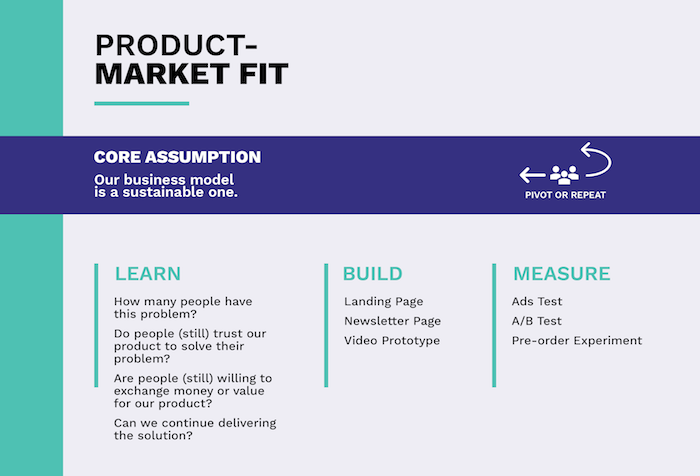 PRODUCT-
MARKET FIT
CORE ASSUMPTION
Our business model
is a sustainable one.
PIVOT OR REPEAT
LEARN
How many people have
this problem?
Do people (still) trust our
product to solve their
problem?
Are people (still) willing to
exchange money or value
for our product?
Can we continue delivering
the solution?
BUILD
Landing Page
Newsletter Page
Video Prototype
MEASURE
Ads Test
A/B Test
Pre-order Experiment